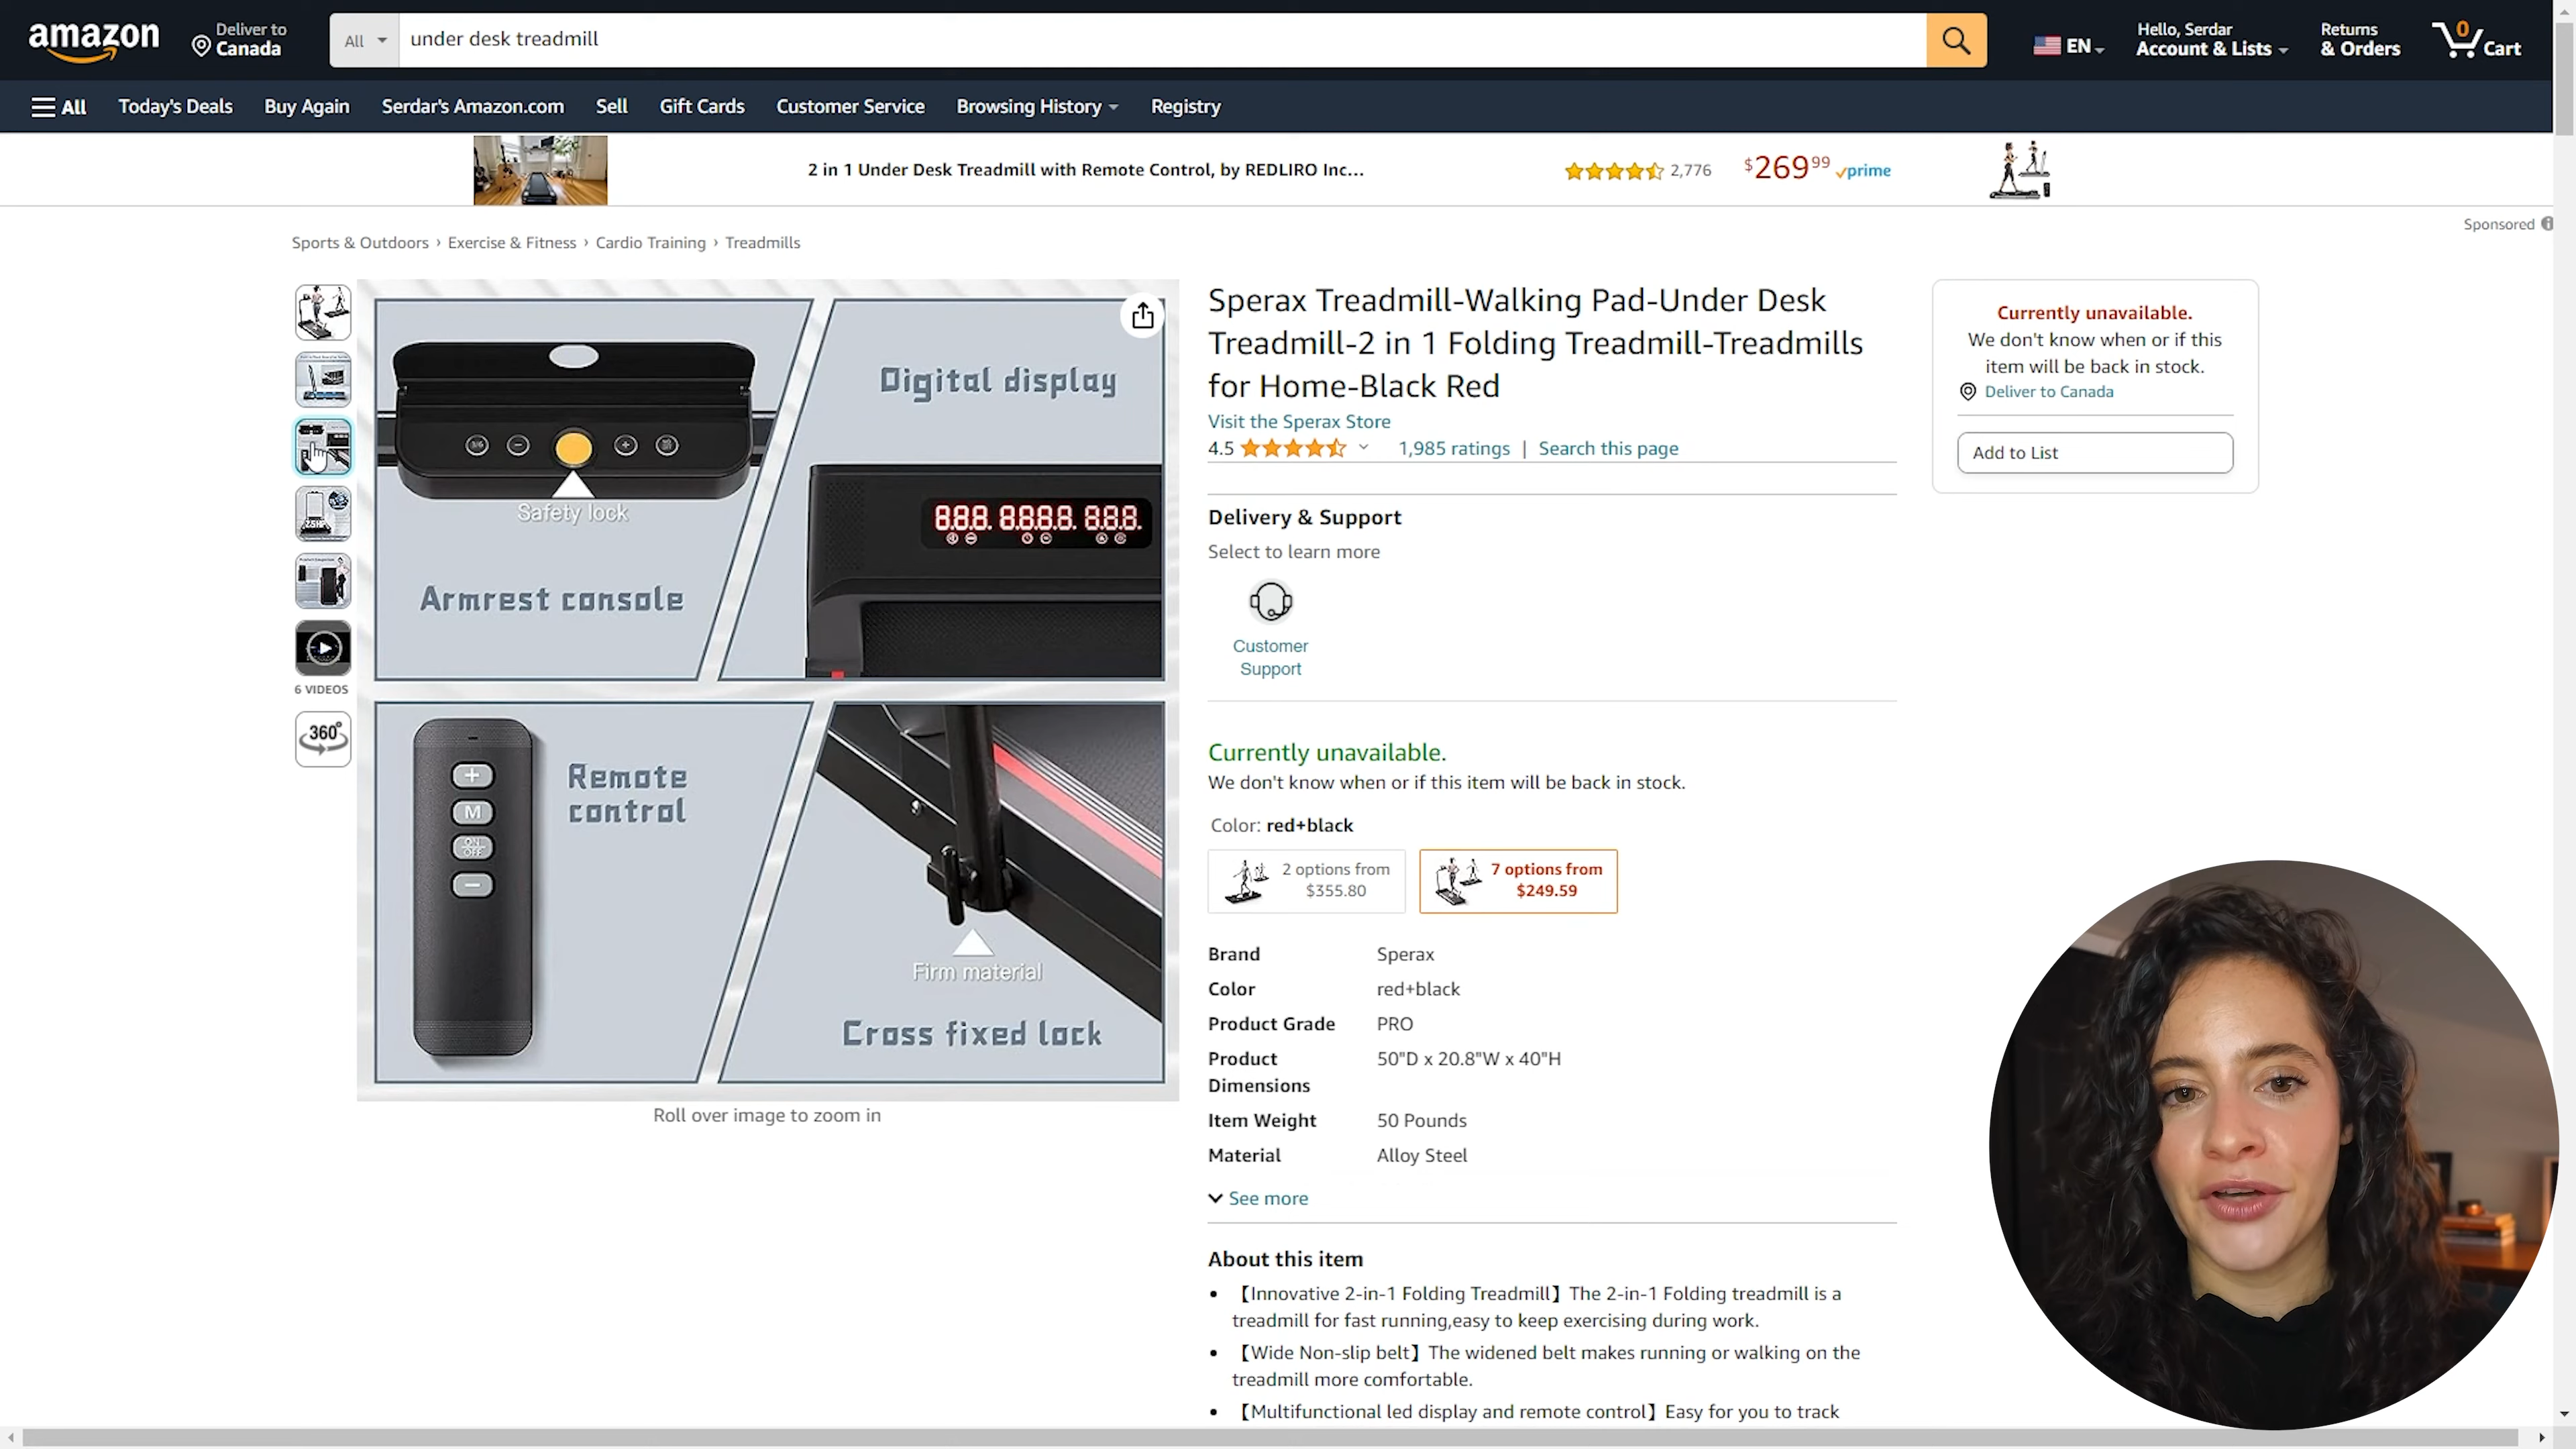 amazon
Deliver to
Canada
All
under desk treadmill
EN
Hello, Serdar
Account & Lists
Returns
& Orders
0
Cart
All
Today's Deals
Buy Again
Serdar's Amazon.com
Sell
Gift Cards
Customer Service
Browsing History
Registry
2 in 1 Under Desk Treadmill with Remote Control, by REDLIRO Inc...
2,776
$269.99
prime
Sponsored
Sports & Outdoors › Exercise & Fitness › Cardio Training › Treadmills
6 VIDEOS
360°
Safety lock
Armrest console
Digital display
888. 8888. 888.
Remote
control
+
M
ON
OFF
−
Firm material
Cross fixed lock
Roll over image to zoom in
Sperax Treadmill-Walking Pad-Under Desk
Treadmill-2 in 1 Folding Treadmill-Treadmills
for Home-Black Red
Visit the Sperax Store
4.5
1,985 ratings | Search this page
Delivery & Support
Select to learn more
Customer
Support
Currently unavailable.
We don't know when or if this item will be back in stock.
Color: red+black
2 options from
$355.80
7 options from
$249.59
Brand Sperax
Color red+black
Product Grade PRO
Product Dimensions 50"D x 20.8"W x 40"H
Item Weight 50 Pounds
Material Alloy Steel
See more
About this item
• 【Innovative 2-in-1 Folding Treadmill】The 2-in-1 Folding treadmill is a
treadmill for fast running,easy to keep exercising during work.
• 【Wide Non-slip belt】The widened belt makes running or walking on the
treadmill more comfortable.
• 【Multifunctional led display and remote control】Easy for you to track
Currently unavailable.
We don't know when or if this
item will be back in stock.
Deliver to Canada
Add to List